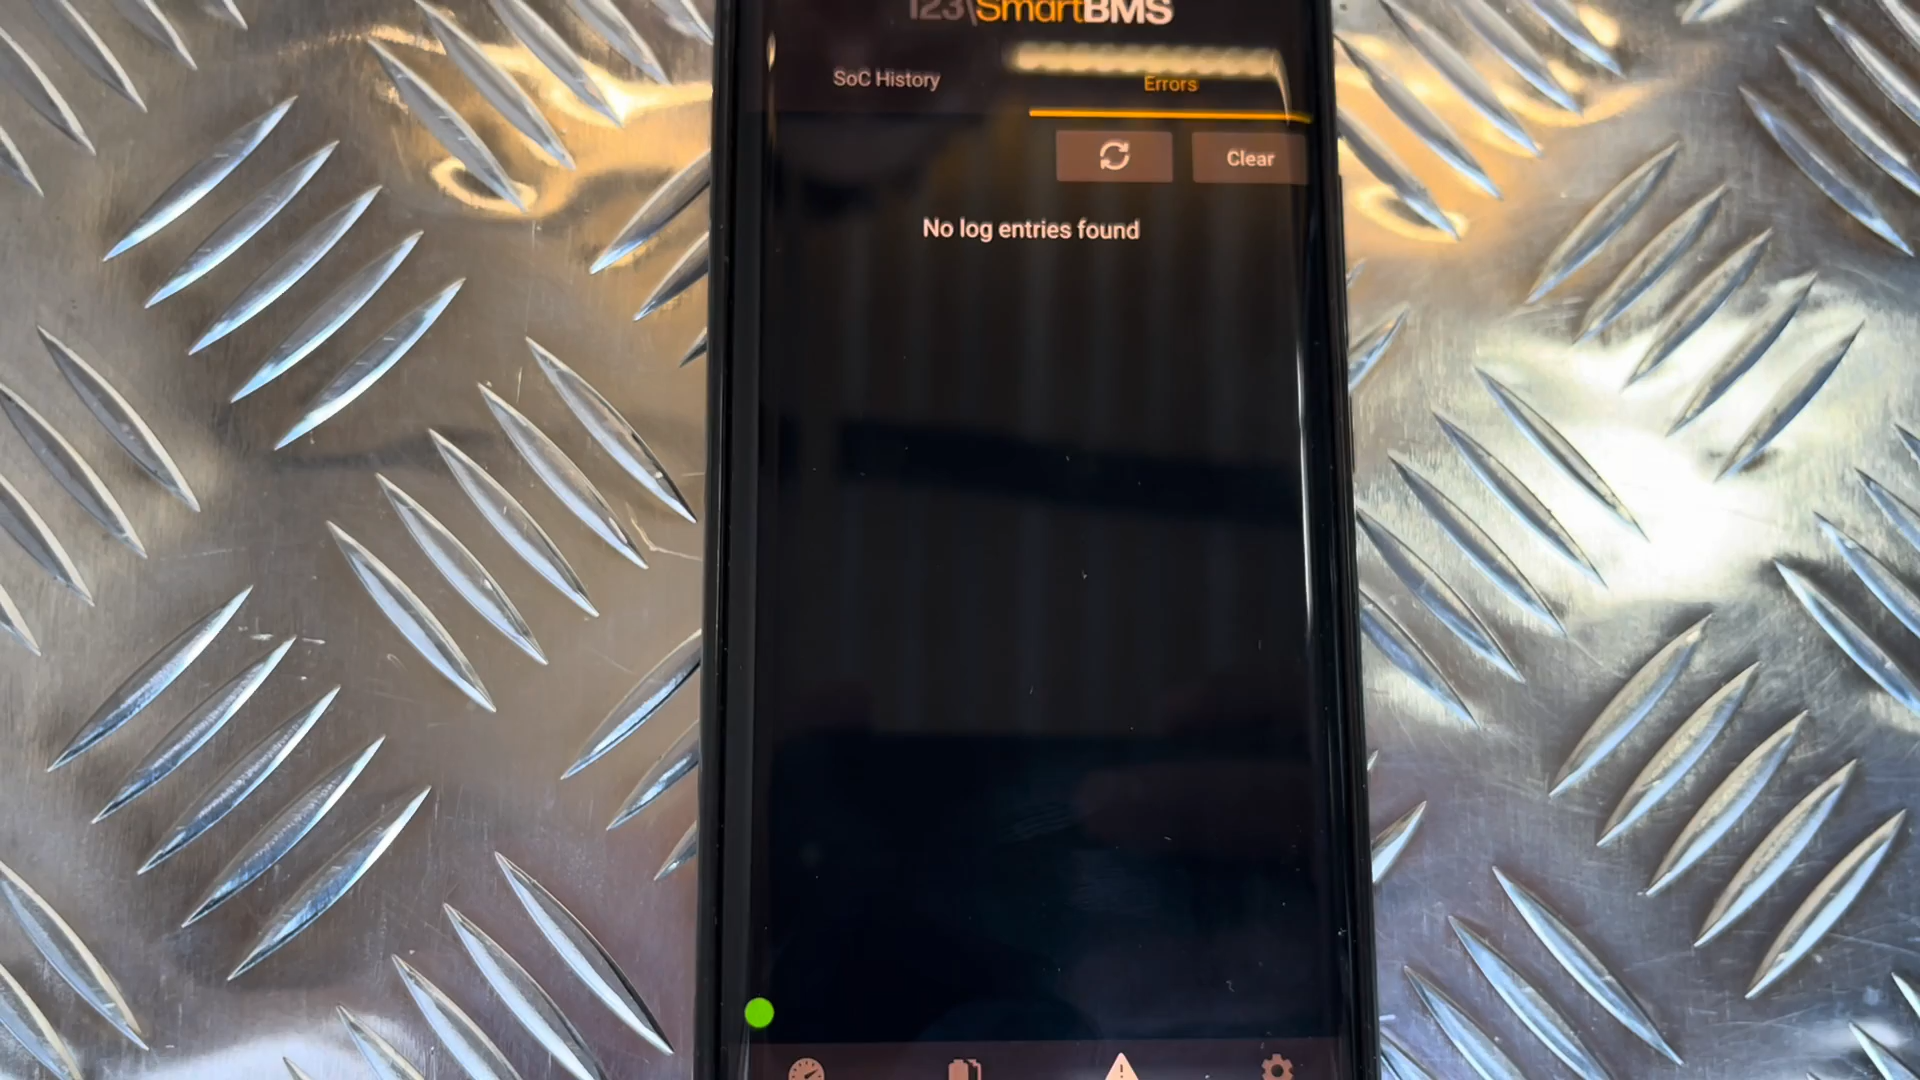 123\SmartBMS
SoC History
Errors
Clear
No log entries found